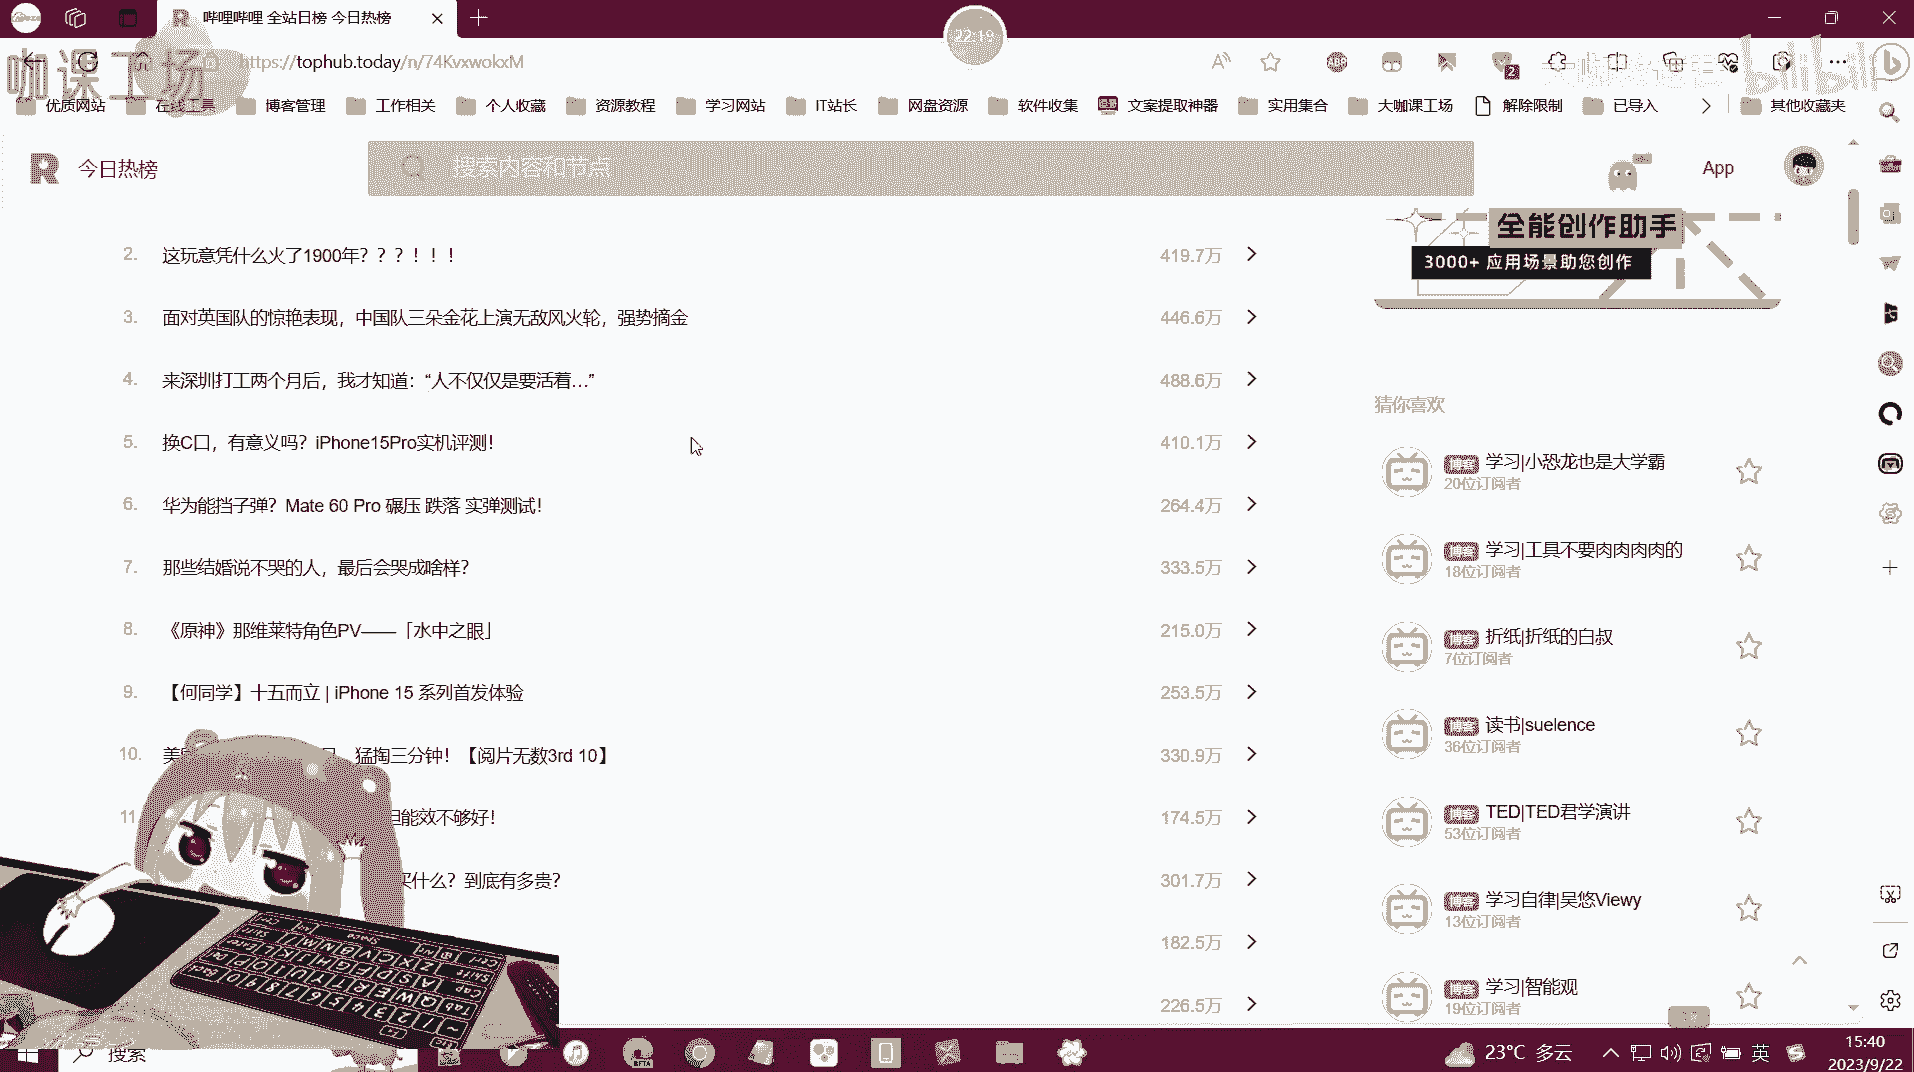 哔哩哔哩 全站日榜 今日热榜
22:19
咖课工场
https://tophub.today/n/74KvxwokxM
bilibili
优质网站 在线工具 博客管理 工作相关 个人收藏 资源教程 学习网站 IT站长 网盘资源 软件收集 文案提取神器 实用集合 大咖课工场 解除限制 已导入 其他收藏夹
今日热榜
搜索内容和节点
App
全能创作助手
3000+ 应用场景助您创作
2. 这玩意凭什么火了1900年？？？！！！ 419.7万
3. 面对英国队的惊艳表现，中国队三朵金花上演无敌风火轮，强势摘金 446.6万
4. 来深圳打工两个月后，我才知道：“人不仅仅是要活着...” 488.6万
5. 换C口，有意义吗？iPhone15Pro实机评测！ 410.1万
6. 华为能挡子弹？Mate 60 Pro 碾压 跌落 实弹测试！ 264.4万
7. 那些结婚说不哭的人，最后会哭成啥样？ 333.5万
8. 《原神》那维莱特角色PV——「水中之眼」 215.0万
9. 【何同学】十五而立 | iPhone 15 系列首发体验 253.5万
10. 美 猛掏三分钟！【阅片无数3rd 10】 330.9万
11. 但能效不够好！ 174.5万
买什么？到底有多贵？ 301.7万
182.5万
226.5万
猜你喜欢
博客 学习|小恐龙也是大学霸
20位订阅者
博客 学习|工具不要肉肉肉肉的
18位订阅者
博客 折纸|折纸的白叔
7位订阅者
博客 读书|suelence
36位订阅者
博客 TED|TED君学演讲
53位订阅者
博客 学习自律|吴悠Viewy
13位订阅者
博客 学习|智能观
19位订阅者
搜索
23°C 多云
英
15:40
2023/9/22